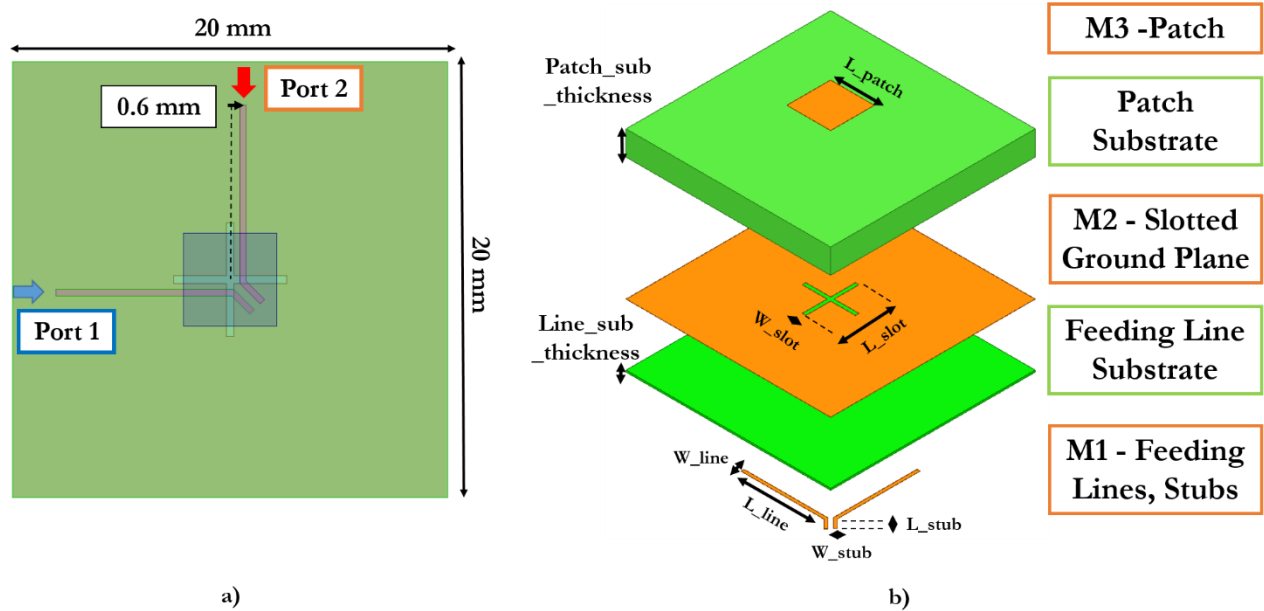 20 mm
Port 2
0.6 mm
20 mm
Port 1
a)
Patch_sub
_thickness
L_patch
W_slot
L_slot
Line_sub
_thickness
W_line
L_line
L_stub
W_stub
b)
M3 -Patch
Patch
Substrate
M2 - Slotted
Ground Plane
Feeding Line
Substrate
M1 - Feeding
Lines, Stubs